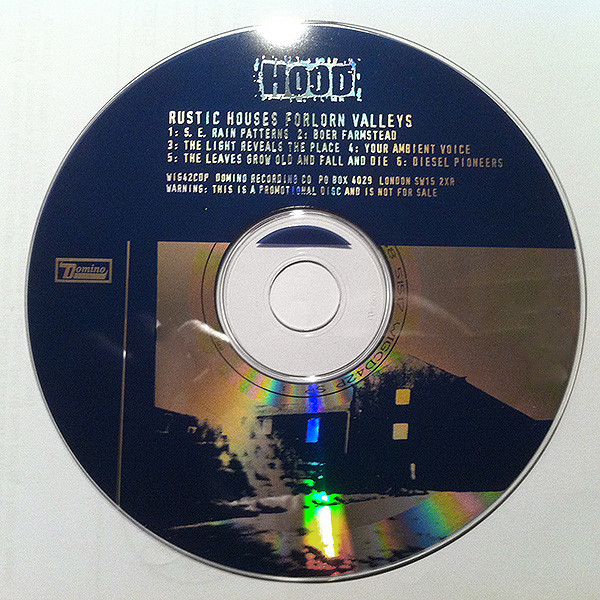 HOOD
RUSTIC HOUSES FORLORN VALLEYS
1: S. E. RAIN PATTERNS 2: BOER FARMSTEAD
3: THE LIGHT REVEALS THE PLACE 4: YOUR AMBIENT VOICE
5: THE LEAVES GROW OLD AND FALL AND DIE 6: DIESEL PIONEERS
WIG42CDP DOMINO RECORDING CO PO BOX 4029 LONDON SW15 2XR
WARNING: THIS IS A PROMOTIONAL DISC AND IS NOT FOR SALE
Domino
51517 WIGCD42P